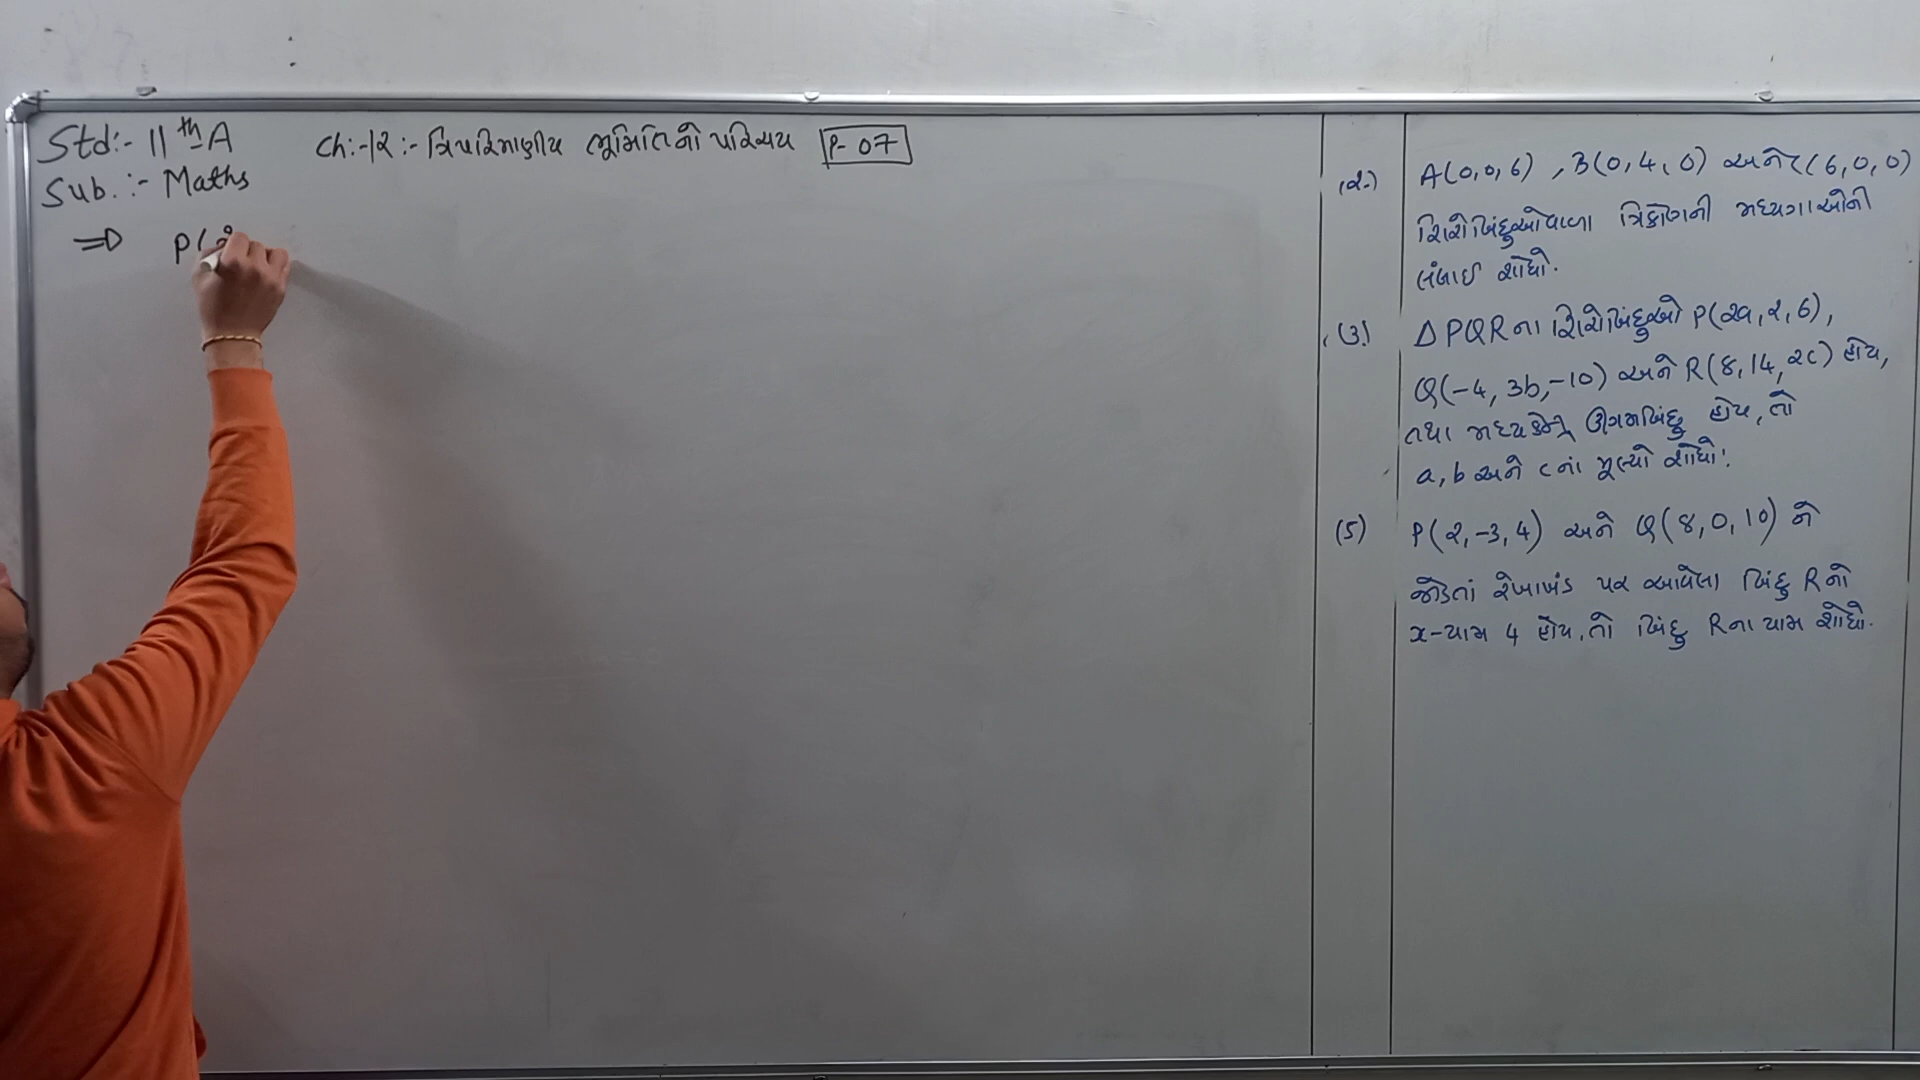 Std:- 11th A
Sub.:- Maths
Ch:-12:- ત્રિપરિમાણીય ભૂમિતિનો પરિચય P-07
⇒ P(2
(2.) A(0,0,6) , B(0,4,0) અને C(6,0,0)
શિરોબિંદુઓવાળા ત્રિકોણની મધ્યગાઓની
લંબાઈ શોધો.
(3.) Δ PQR ના શિરોબિંદુઓ P(2a,2,6),
Q(-4, 3b,-10) અને R(8,14,2c) હોય,
તથા મધ્યકેન્દ્ર ઊગમબિંદુ હોય, તો
a, b અને c નાં મૂલ્યો શોધો.
(5) P(2,-3,4) અને Q(8,0,10) ને
જોડતાં રેખાખંડ પર આવેલા બિંદુ R નો
x-યામ 4 હોય, તો બિંદુ R ના યામ શોધો.